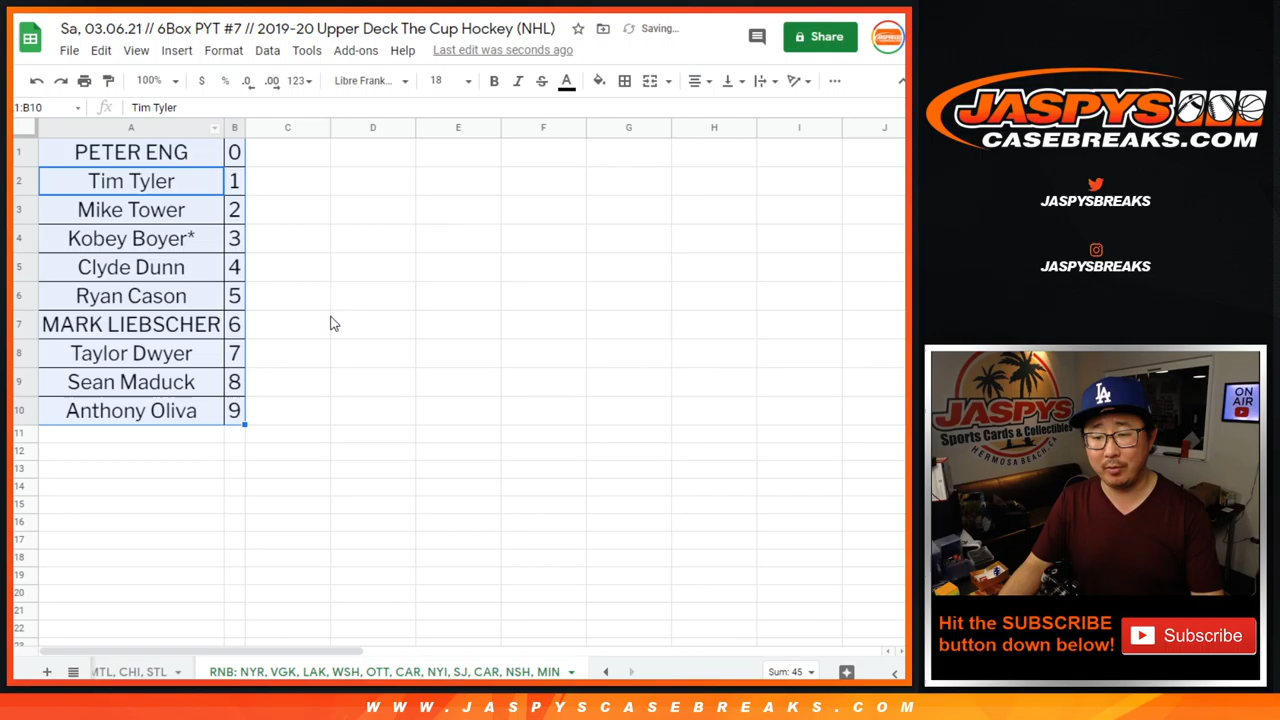 Sa, 03.06.21 // 6Box PYT #7 // 2019-20 Upper Deck The Cup Hockey (NHL)
Saving...
Share
File Edit View Insert Format Data Tools Add-ons Help Last edit was seconds ago
100% $ % .0 .00 123 Libre Frank... 18 B I S A
1:B10 fx Tim Tyler
A B C D E F G H I J
1 PETER ENG 0
2 Tim Tyler 1
3 Mike Tower 2
4 Kobey Boyer* 3
5 Clyde Dunn 4
6 Ryan Cason 5
7 MARK LIEBSCHER 6
8 Taylor Dwyer 7
9 Sean Maduck 8
10 Anthony Oliva 9
11
12
13
14
15
16
17
18
19
20
21
22
23
MTL, CHI, STL
RNB: NYR, VGK, LAK, WSH, OTT, CAR, NYI, SJ, CAR, NSH, MIN
Sum: 45
JASPYS
CASEBREAKS.COM
JASPYSBREAKS
JASPYSBREAKS
JASPYS
Sports Cards & Collectibles
HERMOSA BEACH, CA
LA
ON
AIR
Hit the SUBSCRIBE
button down below!
Subscribe
WWW.JASPYSCASEBREAKS.COM